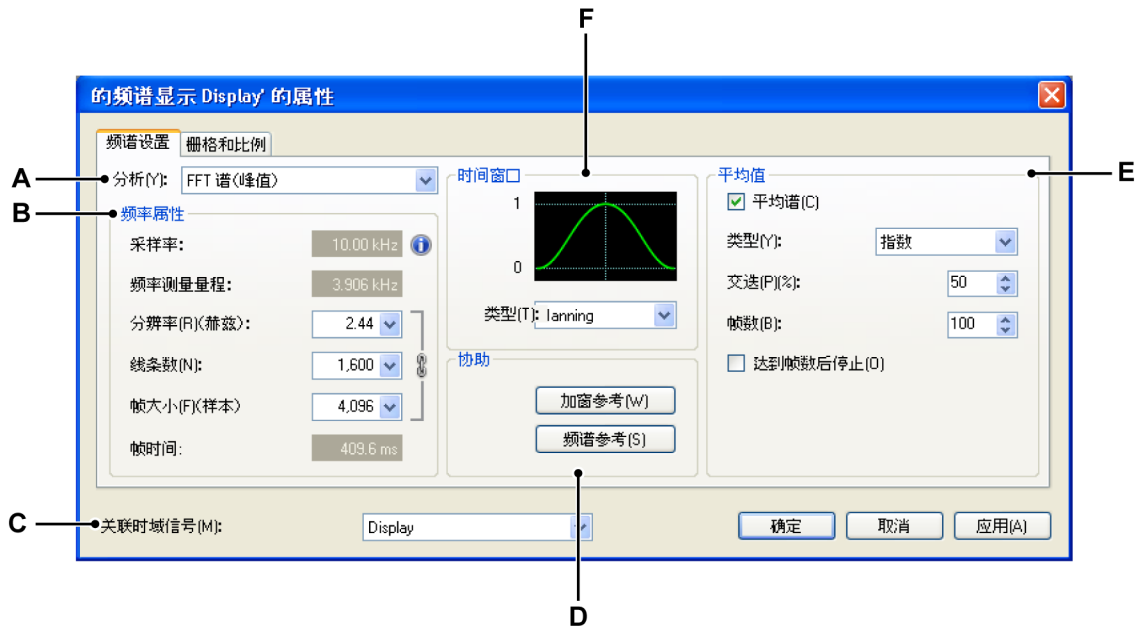 F
的频谱显示 Display' 的属性
频谱设置 栅格和比例
A 分析(Y): FFT 谱(峰值)
B 频率属性
采样率: 10.00 kHz
频率测量量程: 3.906 kHz
分辨率(R)(赫兹): 2.44
线条数(N): 1,600
帧大小(F)(样本) 4,096
帧时间: 409.6 ms
时间窗口
1
0
类型(T): lanning
协助
加窗参考(W)
频谱参考(S)
平均值 E
平均谱(C)
类型(Y): 指数
交迭(P)(%): 50
帧数(B): 100
达到帧数后停止(O)
C 关联时域信号(M): Display
确定 取消 应用(A)
D